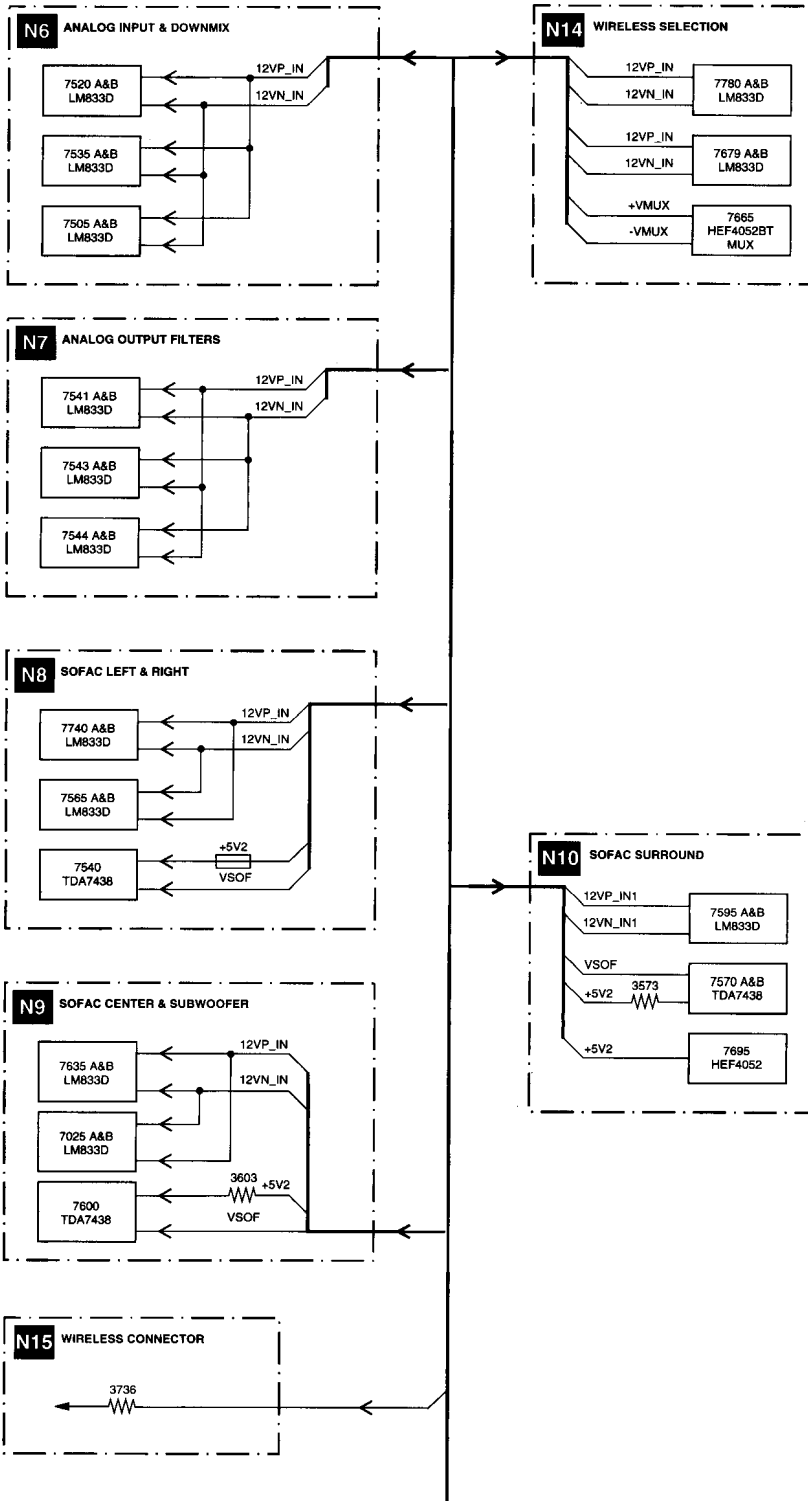 N6 ANALOG INPUT & DOWNMIX
12VP_IN
7520 A&B
LM833D
12VN_IN
7535 A&B
LM833D
7505 A&B
LM833D
N14 WIRELESS SELECTION
12VP_IN
7780 A&B
LM833D
12VN_IN
12VP_IN
7679 A&B
LM833D
12VN_IN
+VMUX
7665
HEF4052BT
MUX
-VMUX
N7 ANALOG OUTPUT FILTERS
12VP_IN
7541 A&B
LM833D
12VN_IN
7543 A&B
LM833D
7544 A&B
LM833D
N8 SOFAC LEFT & RIGHT
12VP_IN
7740 A&B
LM833D
12VN_IN
7565 A&B
LM833D
+5V2
7540
TDA7438
VSOF
N10 SOFAC SURROUND
12VP_IN1
7595 A&B
LM833D
12VN_IN1
VSOF
7570 A&B
TDA7438
+5V2
3573
+5V2
7695
HEF4052
N9 SOFAC CENTER & SUBWOOFER
12VP_IN
7635 A&B
LM833D
12VN_IN
7025 A&B
LM833D
3603
+5V2
7600
TDA7438
VSOF
N15 WIRELESS CONNECTOR
3736